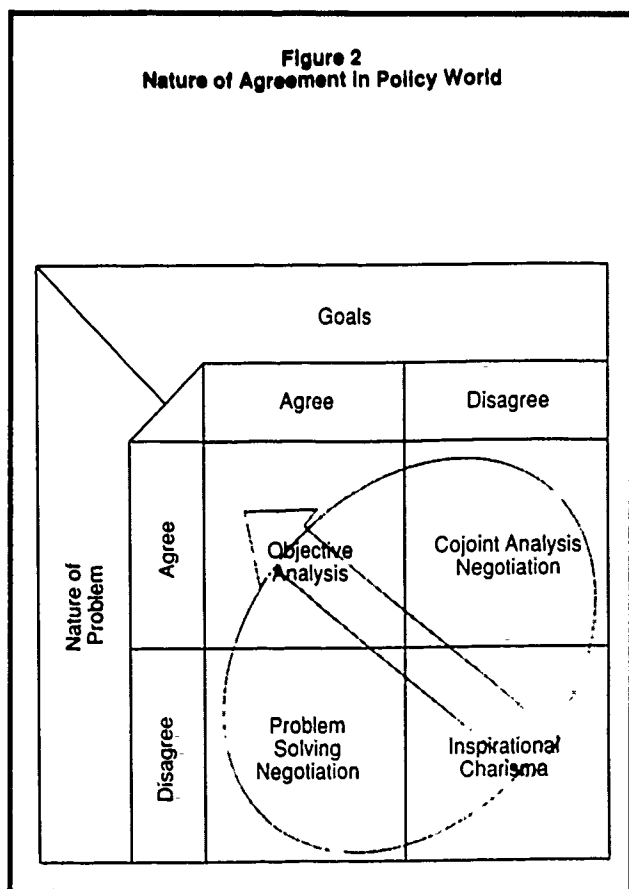 Figure 2
Nature of Agreement in Policy World
Goals
Agree
Disagree
Nature of
Problem
Agree
Objective
Analysis
Cojoint Analysis
Negotiation
Disagree
Problem
Solving
Negotiation
Inspirational
Charisma